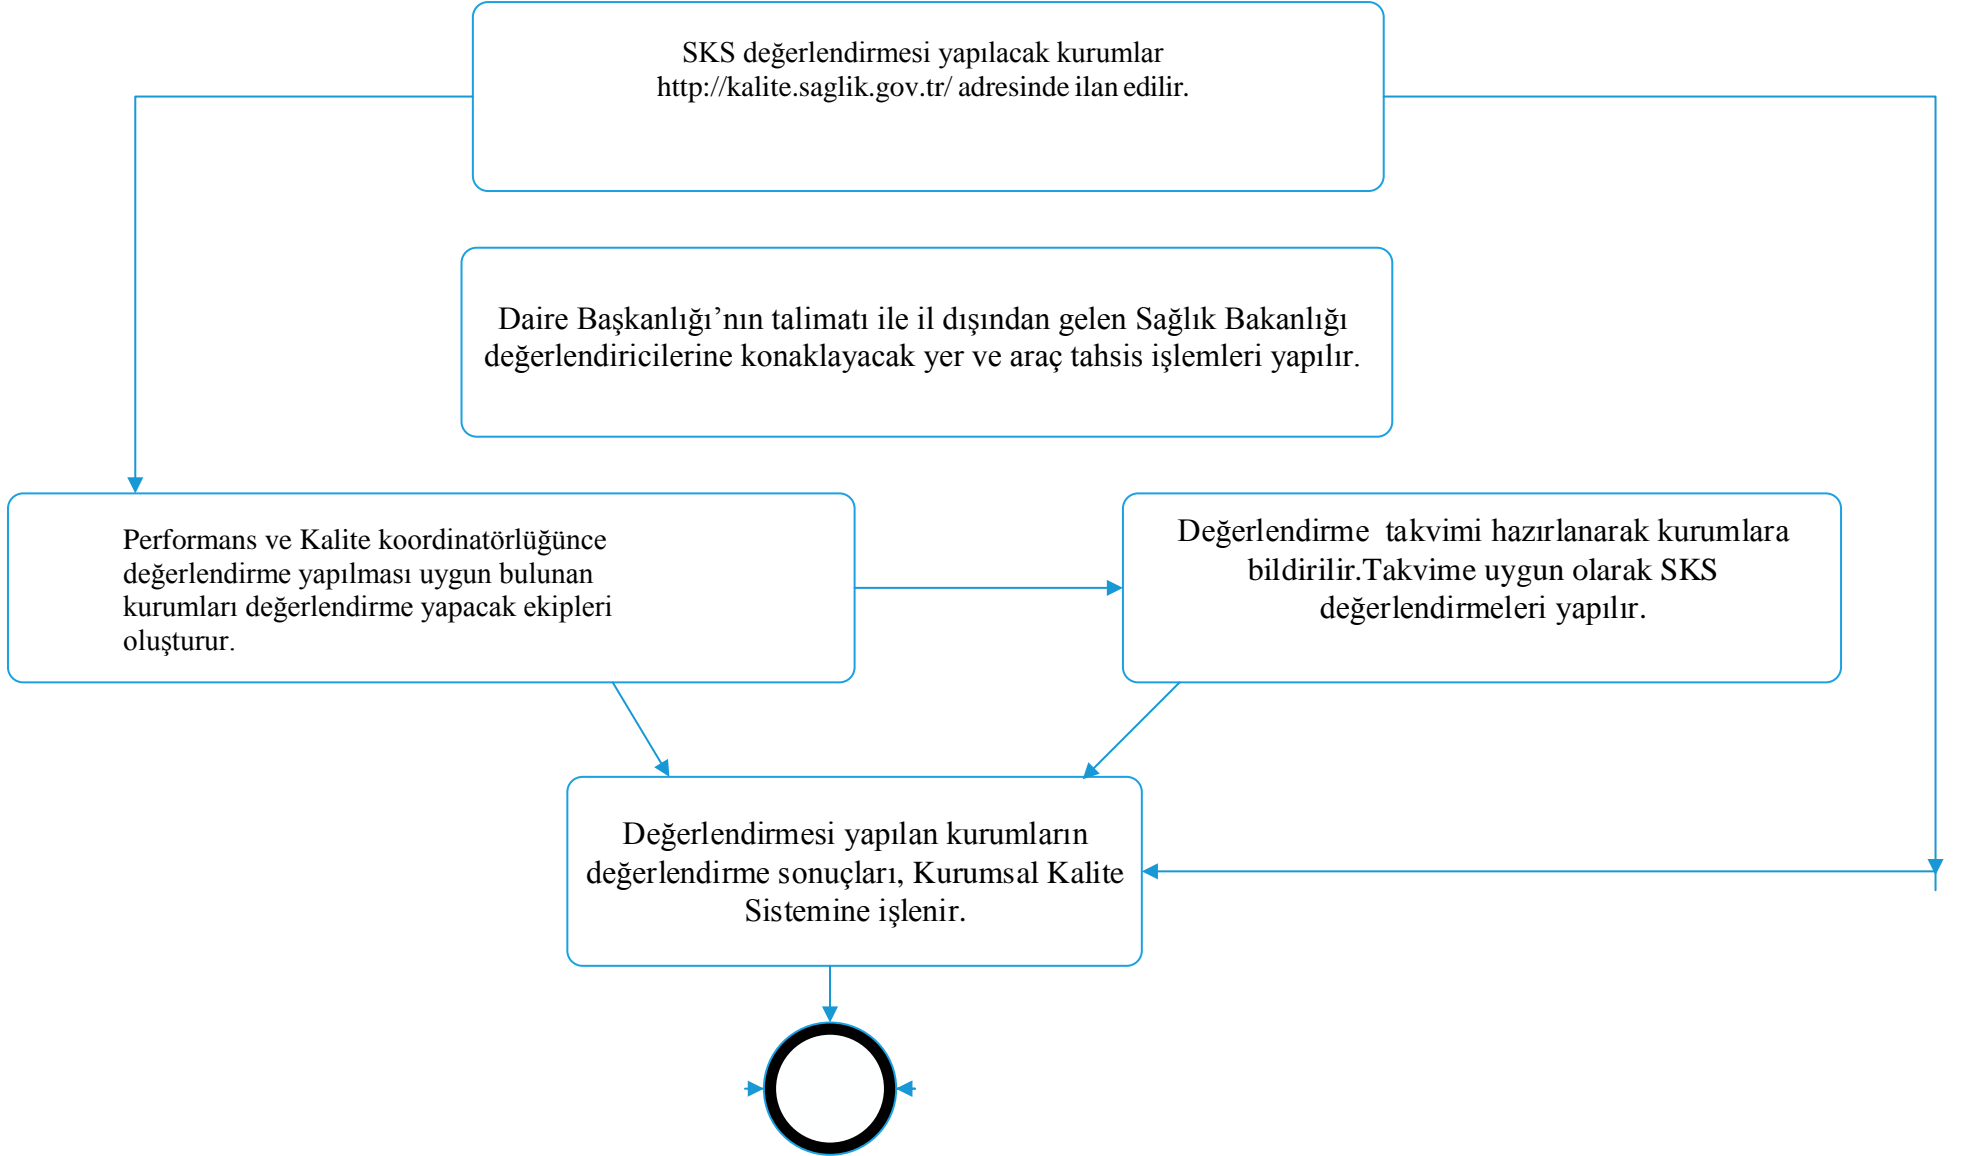 SKS değerlendirmesi yapılacak kurumlar
http://kalite.saglik.gov.tr/ adresinde ilan edilir.
Daire Başkanlığı’nın talimatı ile il dışından gelen Sağlık Bakanlığı
değerlendiricilerine konaklayacak yer ve araç tahsis işlemleri yapılır.
Performans ve Kalite koordinatörlüğünce
değerlendirme yapılması uygun bulunan
kurumları değerlendirme yapacak ekipleri
oluşturur.
Değerlendirme takvimi hazırlanarak kurumlara
bildirilir.Takvime uygun olarak SKS
değerlendirmeleri yapılır.
Değerlendirmesi yapılan kurumların
değerlendirme sonuçları, Kurumsal Kalite
Sistemine işlenir.